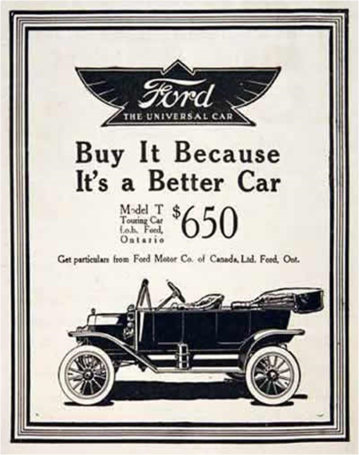 Ford
THE UNIVERSAL CAR
Buy It Because
It's a Better Car
Model T
Touring Car
f.o.b. Ford,
Ontario
$650
Get particulars from Ford Motor Co. of Canada, Ltd. Ford, Ont.